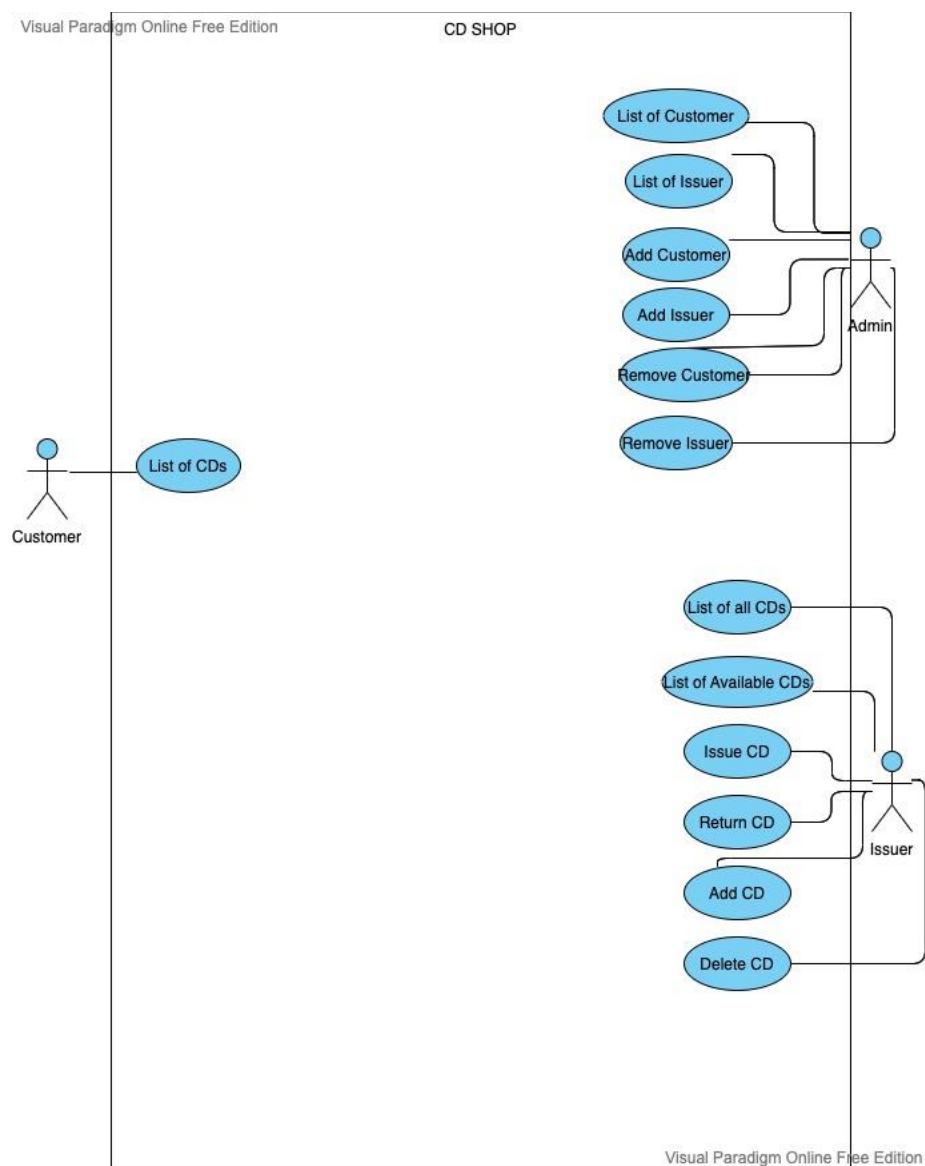 Visual Paradigm Online Free Edition
CD SHOP
List of Customer
List of Issuer
Add Customer
Add Issuer
Admin
Remove Customer
Remove Issuer
List of CDs
Customer
List of all CDs
List of Available CDs
Issue CD
Return CD
Issuer
Add CD
Delete CD
Visual Paradigm Online Free Edition